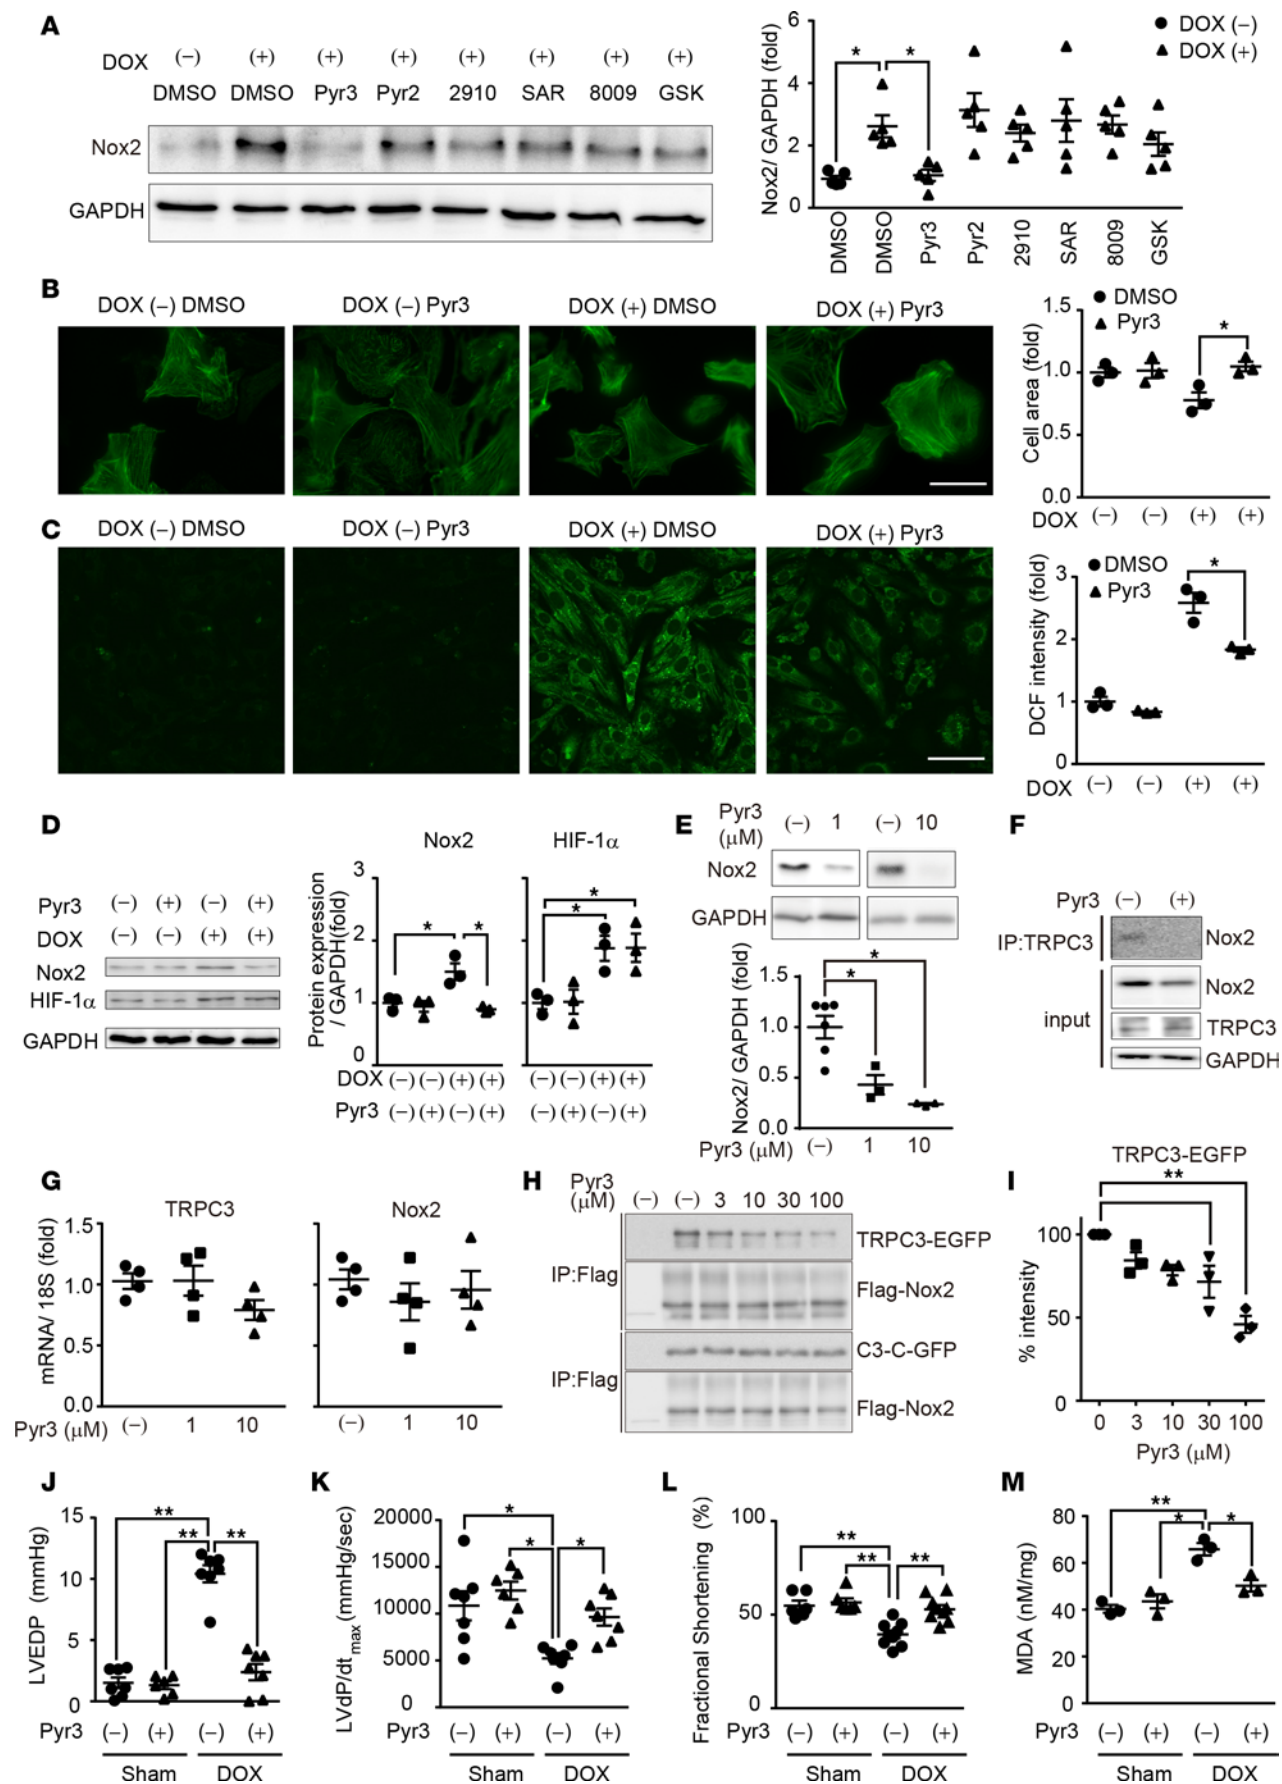 A
DOX (−) (+) (+) (+) (+) (+) (+) (+)
DMSO DMSO Pyr3 Pyr2 2910 SAR 8009 GSK
Nox2
GAPDH
Nox2/ GAPDH (fold)
6
4
2
0
● DOX (−)
▲ DOX (+)
* *
DMSO DMSO Pyr3 Pyr2 2910 SAR 8009 GSK
B
DOX (−) DMSO DOX (−) Pyr3 DOX (+) DMSO DOX (+) Pyr3
Cell area (fold)
1.5
1.0
0.5
0.0
● DMSO
▲ Pyr3
*
DOX (−) (−) (+) (+)
C
DOX (−) DMSO DOX (−) Pyr3 DOX (+) DMSO DOX (+) Pyr3
DCF intensity (fold)
3
2
1
0
● DMSO
▲ Pyr3
*
DOX (−) (−) (+) (+)
D
Pyr3 (−) (+) (−) (+)
DOX (−) (−) (+) (+)
Nox2
HIF-1α
GAPDH
Nox2 HIF-1α
Protein expression
/ GAPDH(fold)
3
2
1
0
* * * *
DOX (−) (−) (+) (+) (−) (−) (+) (+)
Pyr3 (−) (+) (−) (+) (−) (+) (−) (+)
E
Pyr3
(μM) (−) 1 (−) 10
Nox2
GAPDH
Nox2/ GAPDH (fold)
1.5
1.0
0.5
0.0
*
*
Pyr3 (μM) (−) 1 10
F
Pyr3 (−) (+)
IP:TRPC3 Nox2
input
Nox2
TRPC3
GAPDH
G
TRPC3 Nox2
mRNA/ 18S (fold)
1.5
1.0
0.5
0.0
Pyr3 (μM) (−) 1 10 (−) 1 10
H
Pyr3
(μM) (−) (−) 3 10 30 100
IP:Flag
TRPC3-EGFP
Flag-Nox2
IP:Flag
C3-C-GFP
Flag-Nox2
I
TRPC3-EGFP
**
% intensity
100
50
0
0 3 10 30 100
Pyr3 (μM)
J
LVEDP (mmHg)
15
10
5
0
**
** **
Pyr3 (−) (+) (−) (+)
Sham DOX
K
LVdP/dtmax (mmHg/sec)
20000
15000
10000
5000
0
*
* *
Pyr3 (−) (+) (−) (+)
Sham DOX
L
Fractional Shortening (%)
100
50
0
**
** **
Pyr3 (−) (+) (−) (+)
Sham DOX
M
MDA (nM/mg)
80
60
40
20
0
**
* *
Pyr3 (−) (+) (−) (+)
Sham DOX